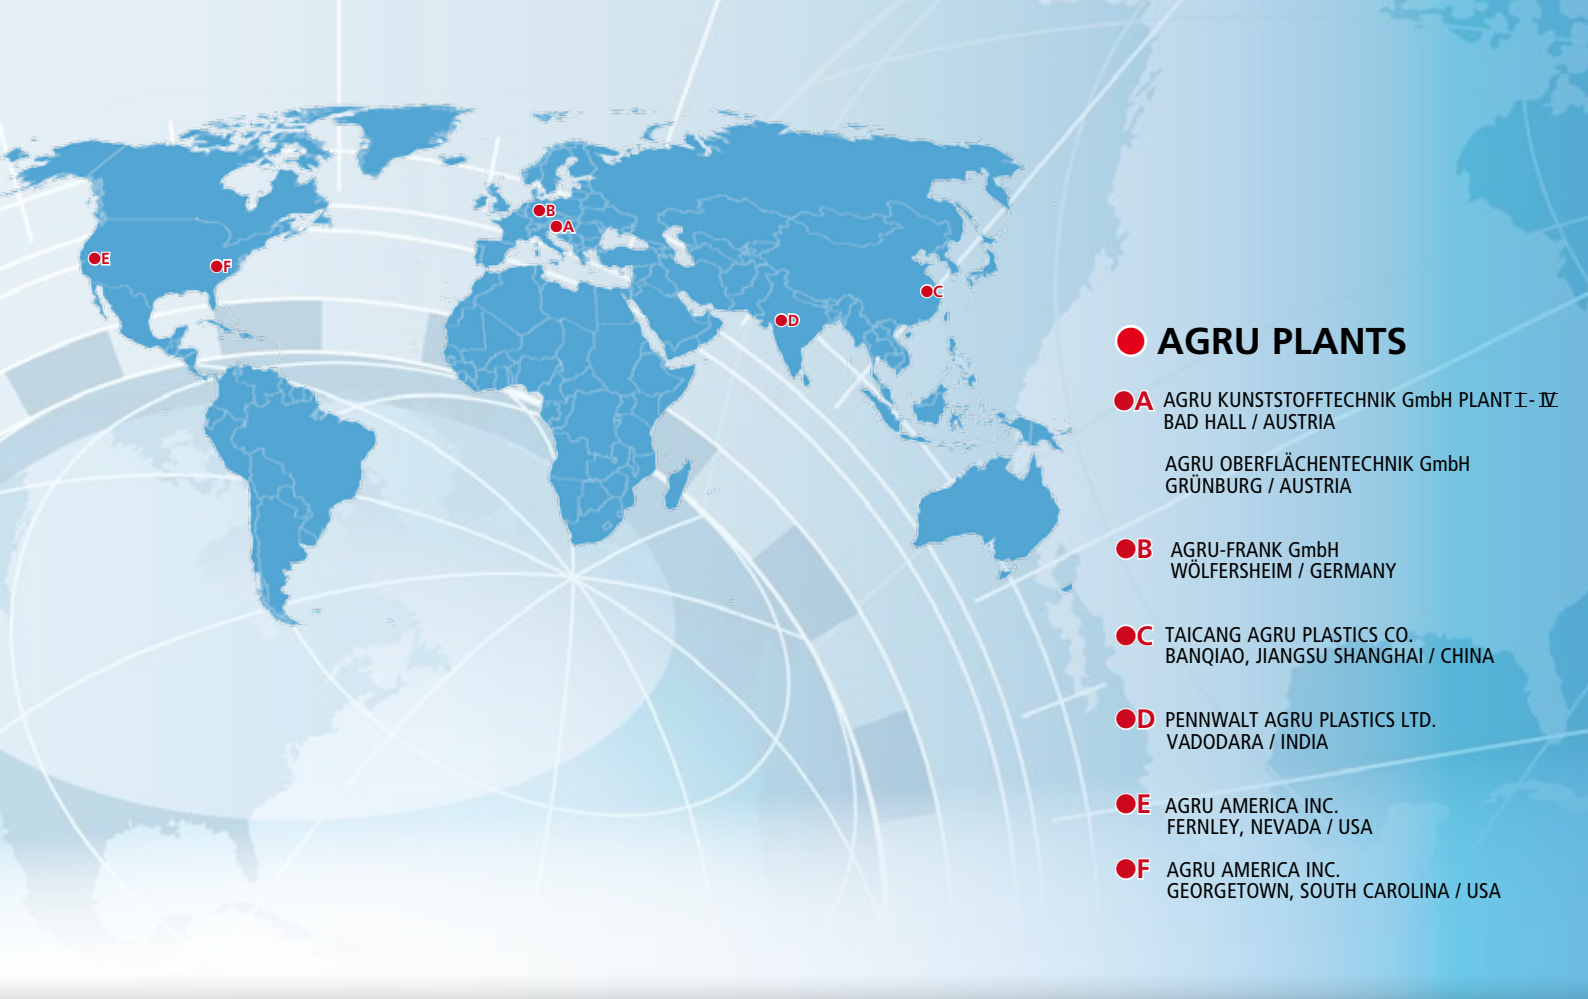 B
A
E
F
C
D
AGRU PLANTS
A AGRU KUNSTSTOFFTECHNIK GmbH PLANT I - IV
BAD HALL / AUSTRIA
AGRU OBERFLÄCHENTECHNIK GmbH
GRÜNBURG / AUSTRIA
B AGRU-FRANK GmbH
WÖLFERSHEIM / GERMANY
C TAICANG AGRU PLASTICS CO.
BANQIAO, JIANGSU SHANGHAI / CHINA
D PENNWALT AGRU PLASTICS LTD.
VADODARA / INDIA
E AGRU AMERICA INC.
FERNLEY, NEVADA / USA
F AGRU AMERICA INC.
GEORGETOWN, SOUTH CAROLINA / USA